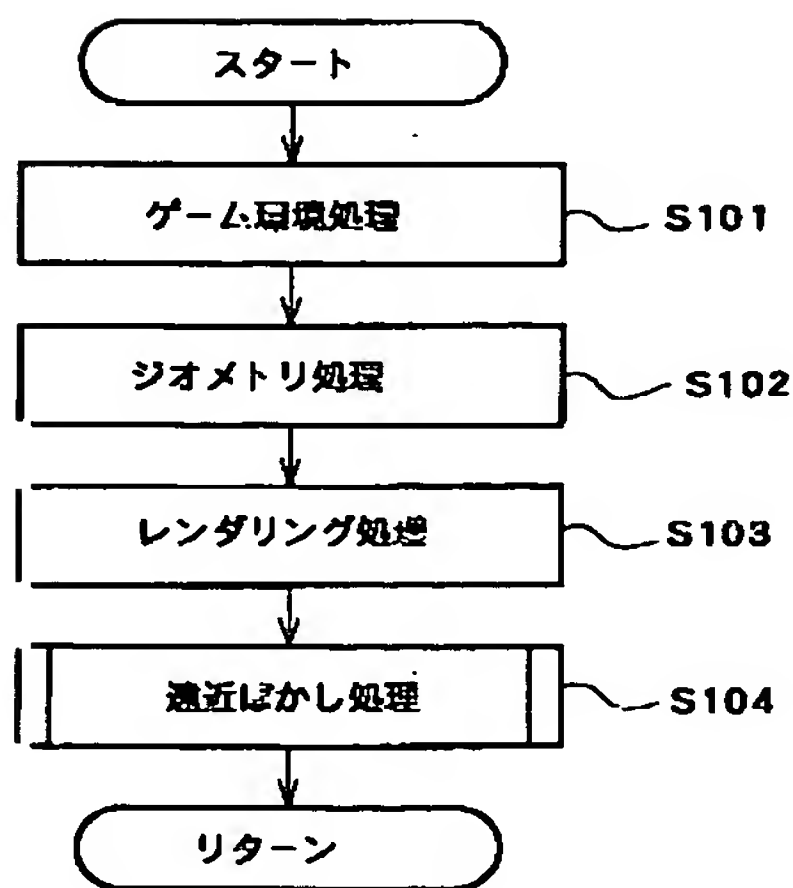 スタート
ゲーム環境処理
S101
ジオメトリ処理
S102
レンダリング処理
S103
遠近ぼかし処理
S104
リターン